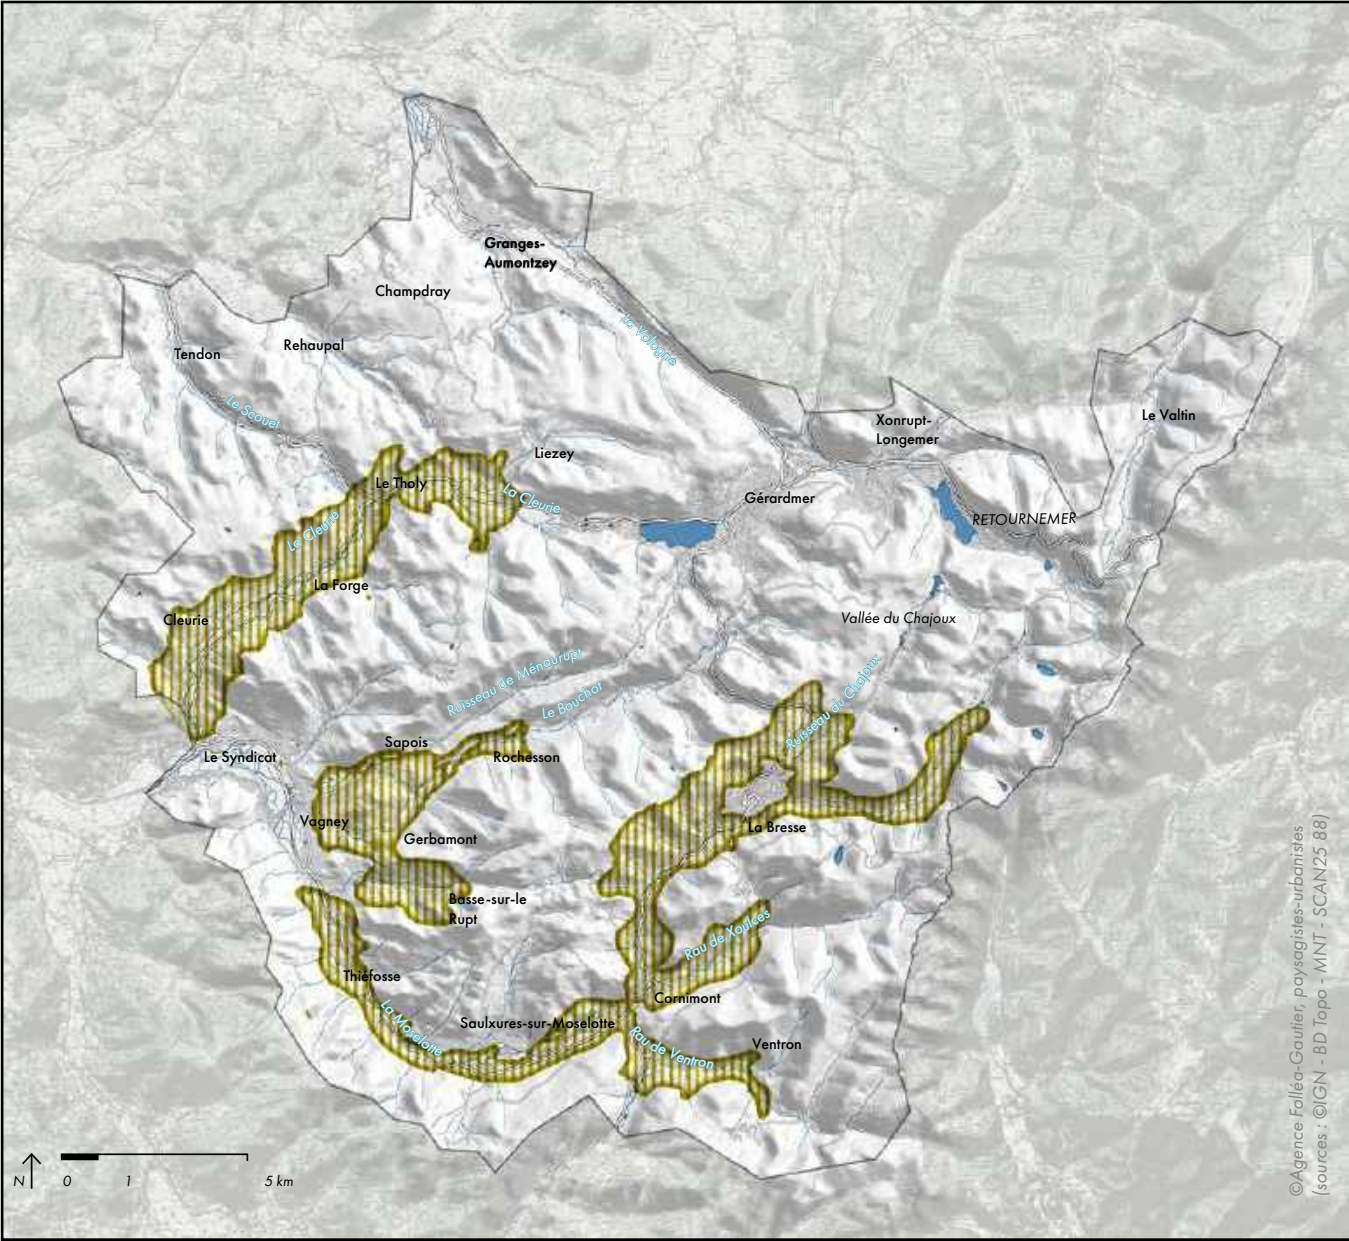 Granges-
Aumontzey
Champdray
La Vologne
Rehaupal
Tendon
Le Scouet
Le Valtin
Xonrupt-
Longemer
Liezey
Le Tholy
La Cleurie
Gérardmer
RETOURNEMER
La Cleurie
La Forge
Cleurie
Vallée du Chajoux
Ruisseau de Ménaurupt
Le Bouchot
Ruisseau du Chajoux
Sapois
Le Syndicat
Rochesson
Vagney
Gerbamont
La Bresse
Basse-sur-le
Rupt
Rau de Xoulces
Thiéfosse
Cornimont
La Moselotte
Saulxures-sur-Moselotte
Rau de Ventron
Ventron
N
0 1 5 km
©Agence Folléa-Gautier, paysagistes-urbanistes
(sources : ©IGN - BD Topo - MNT - SCAN25 88)